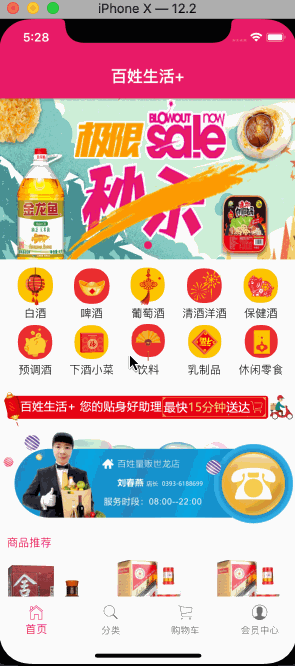 iPhone X — 12.2
5:28
百姓生活+
BLOWOUT now
极限 sale
秒杀
金龙鱼
白酒
啤酒
葡萄酒
清酒洋酒
保健酒
预调酒
下酒小菜
饮料
乳制品
休闲零食
百姓生活+ 您的贴身好助理 最快15分钟送达
百姓量贩世龙店
刘春燕 店长 0393-6188699
服务时段：08:00--22:00
商品推荐
首页
分类
购物车
会员中心